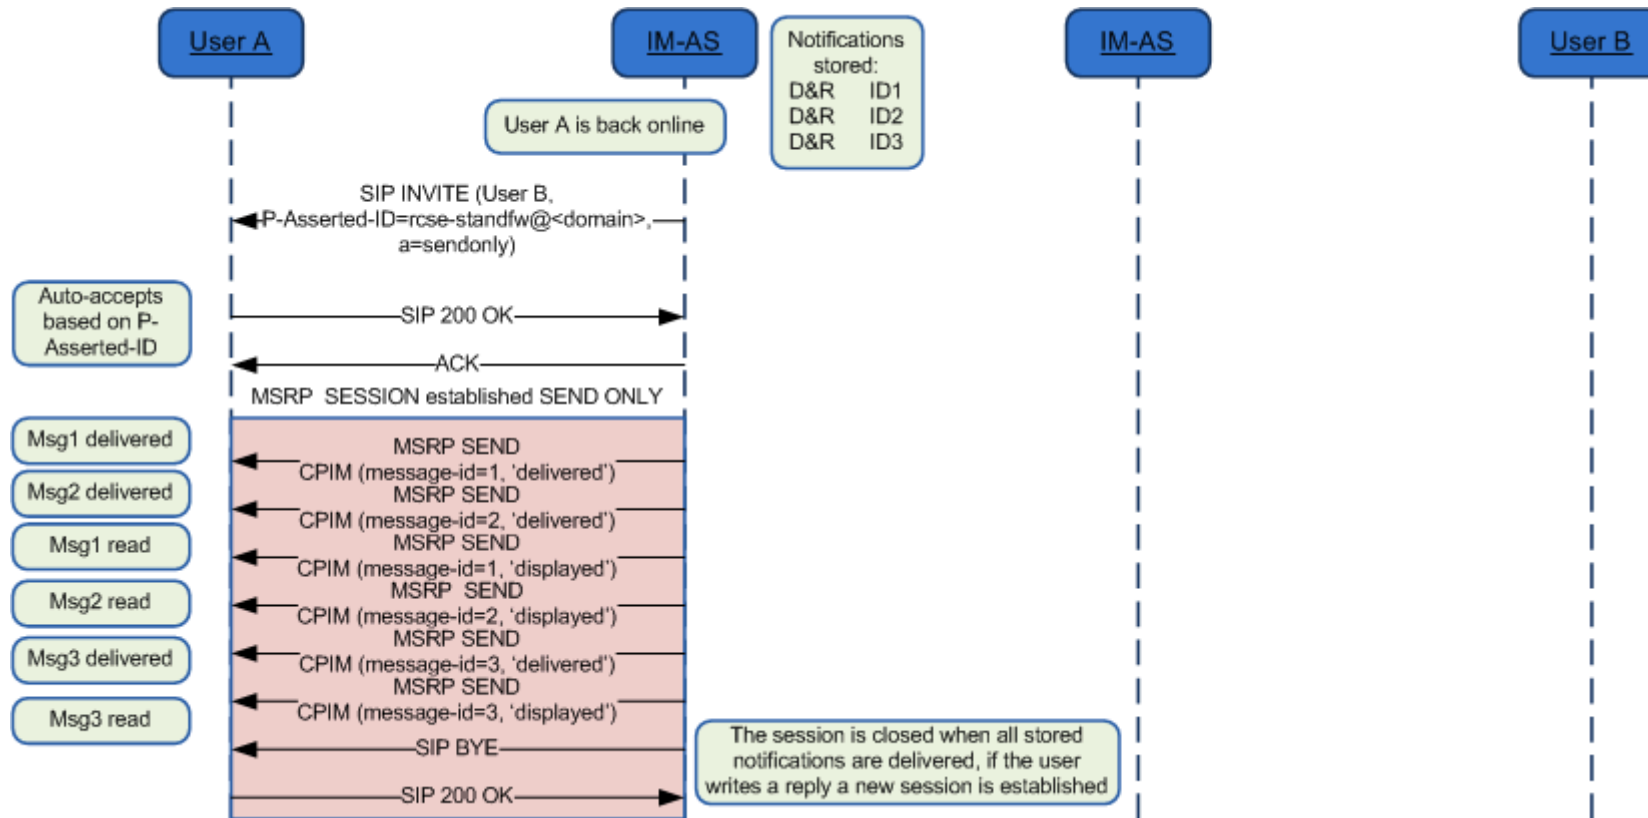 User A
IM-AS
Notifications
stored:
D&R ID1
D&R ID2
D&R ID3
IM-AS
User B
User A is back online
SIP INVITE (User B,
P-Asserted-ID=rcse-standfw@<domain>,
a=sendonly)
Auto-accepts
based on P-
Asserted-ID
SIP 200 OK
ACK
MSRP SESSION established SEND ONLY
Msg1 delivered
MSRP SEND
CPIM (message-id=1, ‘delivered’)
Msg2 delivered
MSRP SEND
CPIM (message-id=2, ‘delivered’)
Msg1 read
MSRP SEND
CPIM (message-id=1, ‘displayed’)
Msg2 read
MSRP SEND
CPIM (message-id=2, ‘displayed’)
Msg3 delivered
MSRP SEND
CPIM (message-id=3, ‘delivered’)
Msg3 read
MSRP SEND
CPIM (message-id=3, ‘displayed’)
SIP BYE
The session is closed when all stored
notifications are delivered, if the user
writes a reply a new session is established
SIP 200 OK